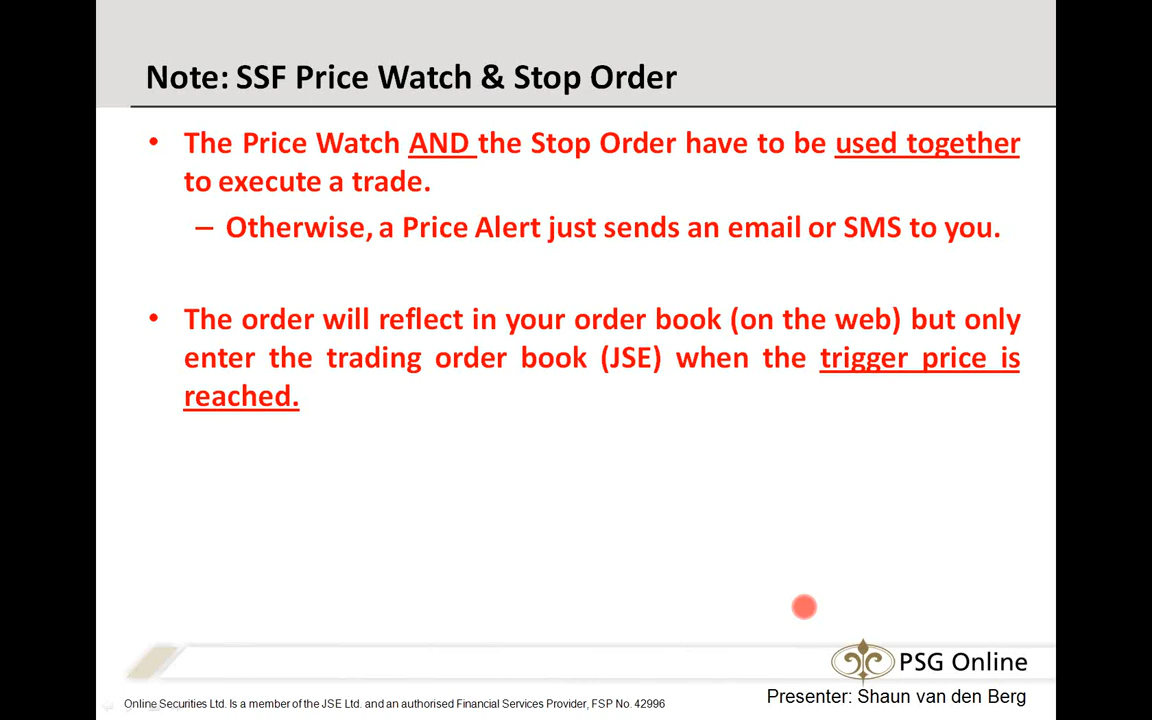 Note: SSF Price Watch & Stop Order
• The Price Watch AND the Stop Order have to be used together
to execute a trade.
– Otherwise, a Price Alert just sends an email or SMS to you.
• The order will reflect in your order book (on the web) but only
enter the trading order book (JSE) when the trigger price is
reached.
PSG Online
Presenter: Shaun van den Berg
Online Securities Ltd. Is a member of the JSE Ltd. and an authorised Financial Services Provider, FSP No. 42996